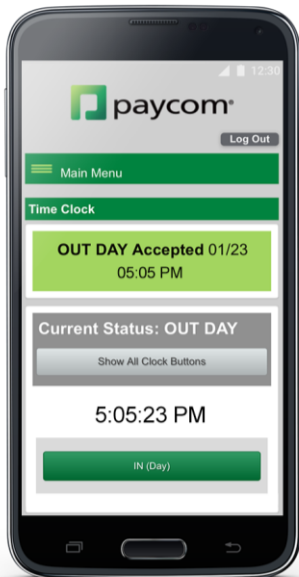 12:30
paycom
Log Out
Main Menu
Time Clock
OUT DAY Accepted 01/23
05:05 PM
Current Status: OUT DAY
Show All Clock Buttons
5:05:23 PM
IN (Day)